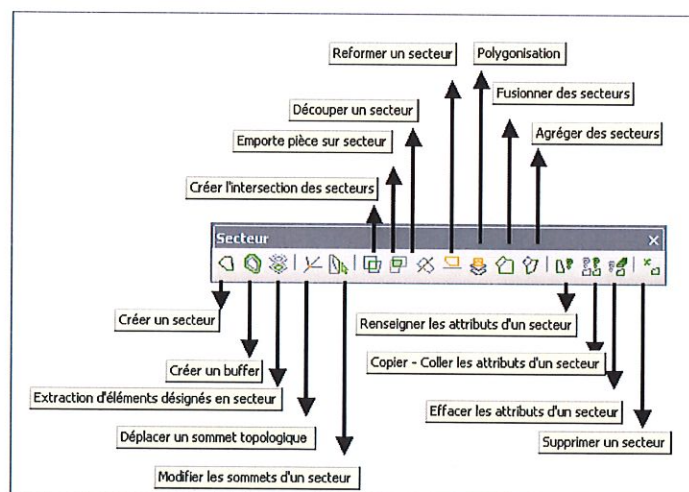 Reformer un secteur
Polygonisation
Fusionner des secteurs
Découper un secteur
Emporte pièce sur secteur
Agréger des secteurs
Créer l'intersection des secteurs
Secteur
Créer un secteur
Renseigner les attributs d'un secteur
Créer un buffer
Copier - Coller les attributs d'un secteur
Extraction d'éléments désignés en secteur
Effacer les attributs d'un secteur
Déplacer un sommet topologique
Supprimer un secteur
Modifier les sommets d'un secteur